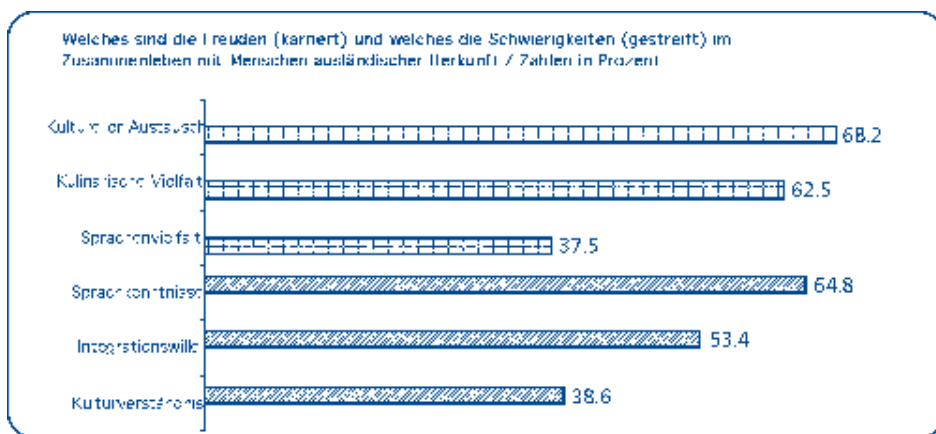 Welches sind die Freuden (kariert) und welches die Schwierigkeiten (gestreift) im
Zusammenleben mit Menschen ausländischer Herkunft / Zahlen in Prozent
Kultureller Austausch
68.2
Kulinarische Vielfalt
62.5
Sprachenvielfalt
37.5
Sprachkenntnisse
64.8
Integrationswille
53.4
Kulturverständnis
38.6